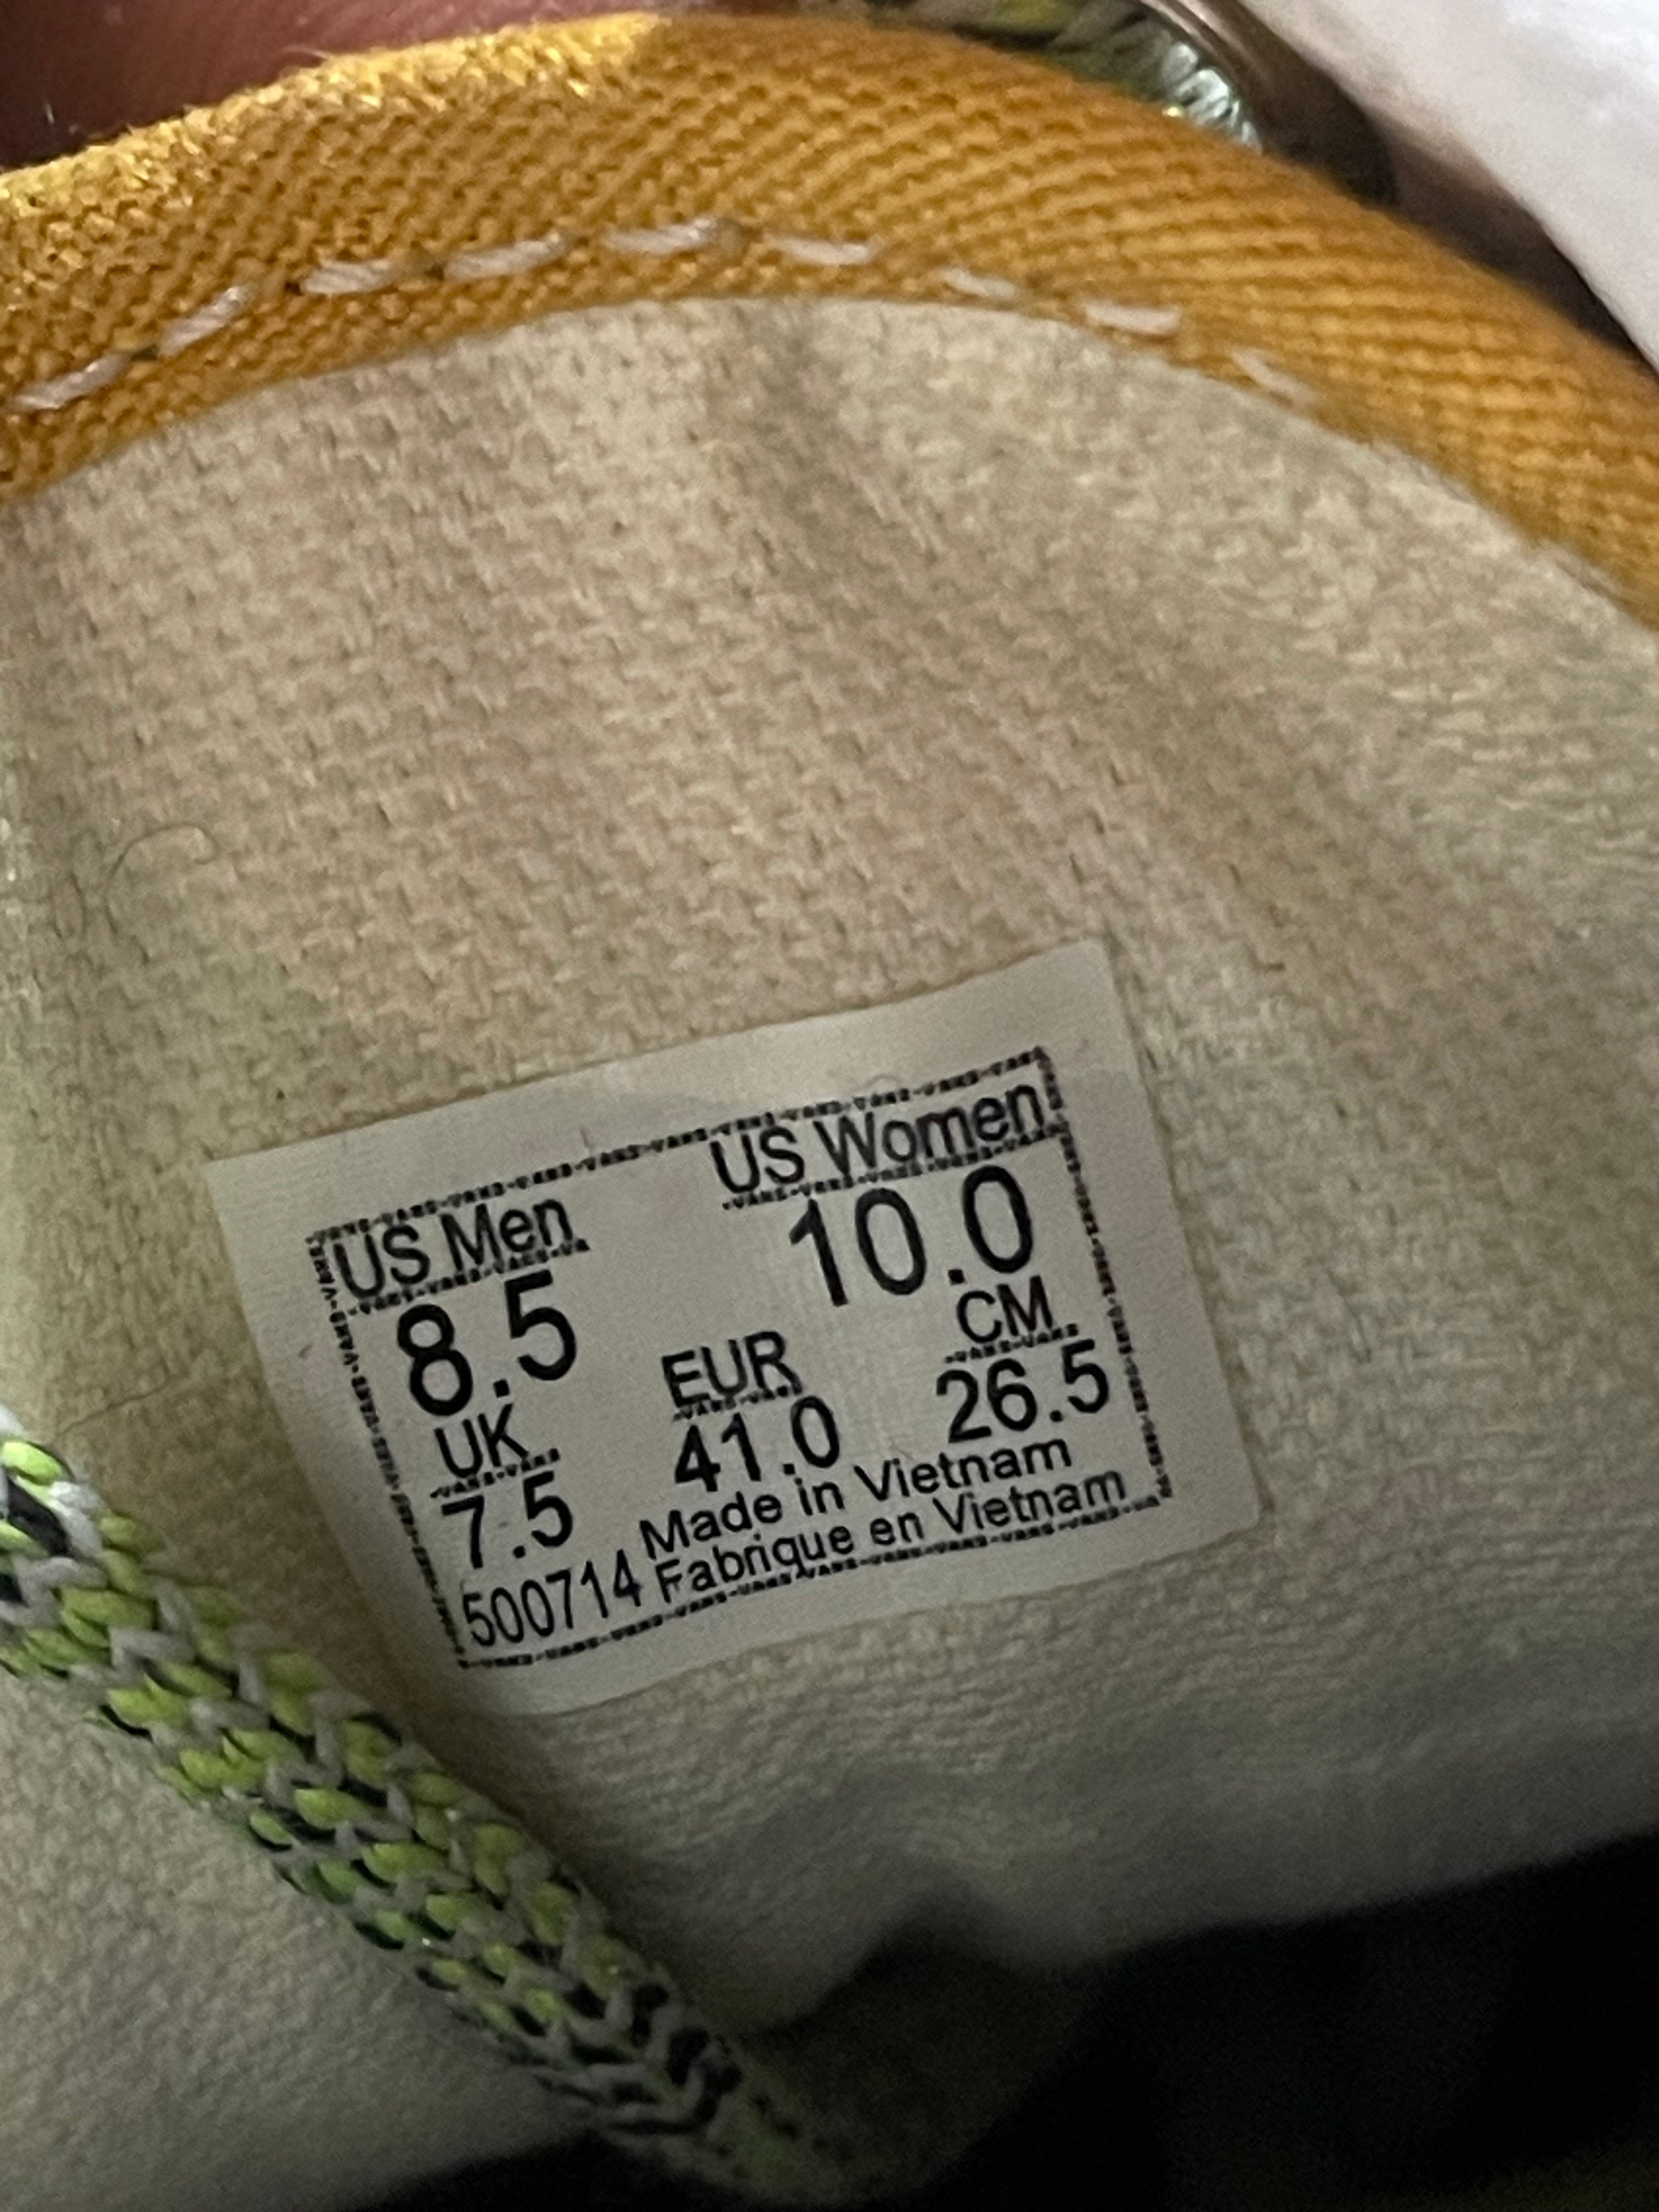 US Men US Women
8.5 10.0
UK EUR CM
7.5 41.0 26.5
Made in Vietnam
500714 Fabrique en Vietnam